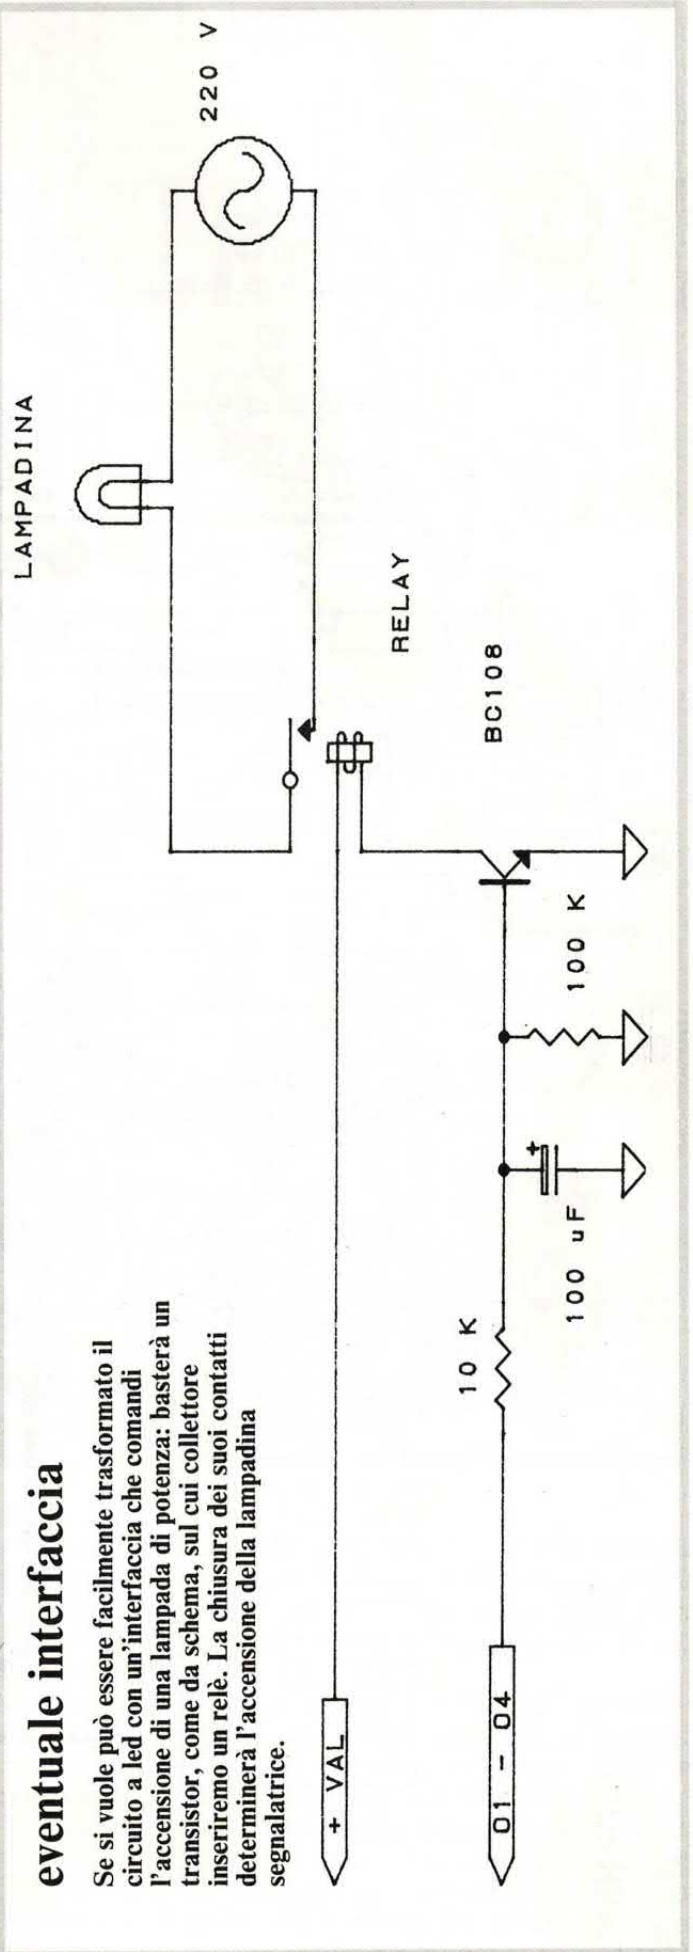 eventuale interfaccia
Se si vuole può essere facilmente trasformato il
circuito a led con un'interfaccia che comandi
l'accensione di una lampada di potenza: basterà un
transistor, come da schema, sul cui collettore
inseriremo un relè. La chiusura dei suoi contatti
determinerà l'accensione della lampadina
segnalatrice.
LAMPADINA
220 V
RELAY
+ VAL
BC108
10 K
+
100 uF
100 K
O1 - O4